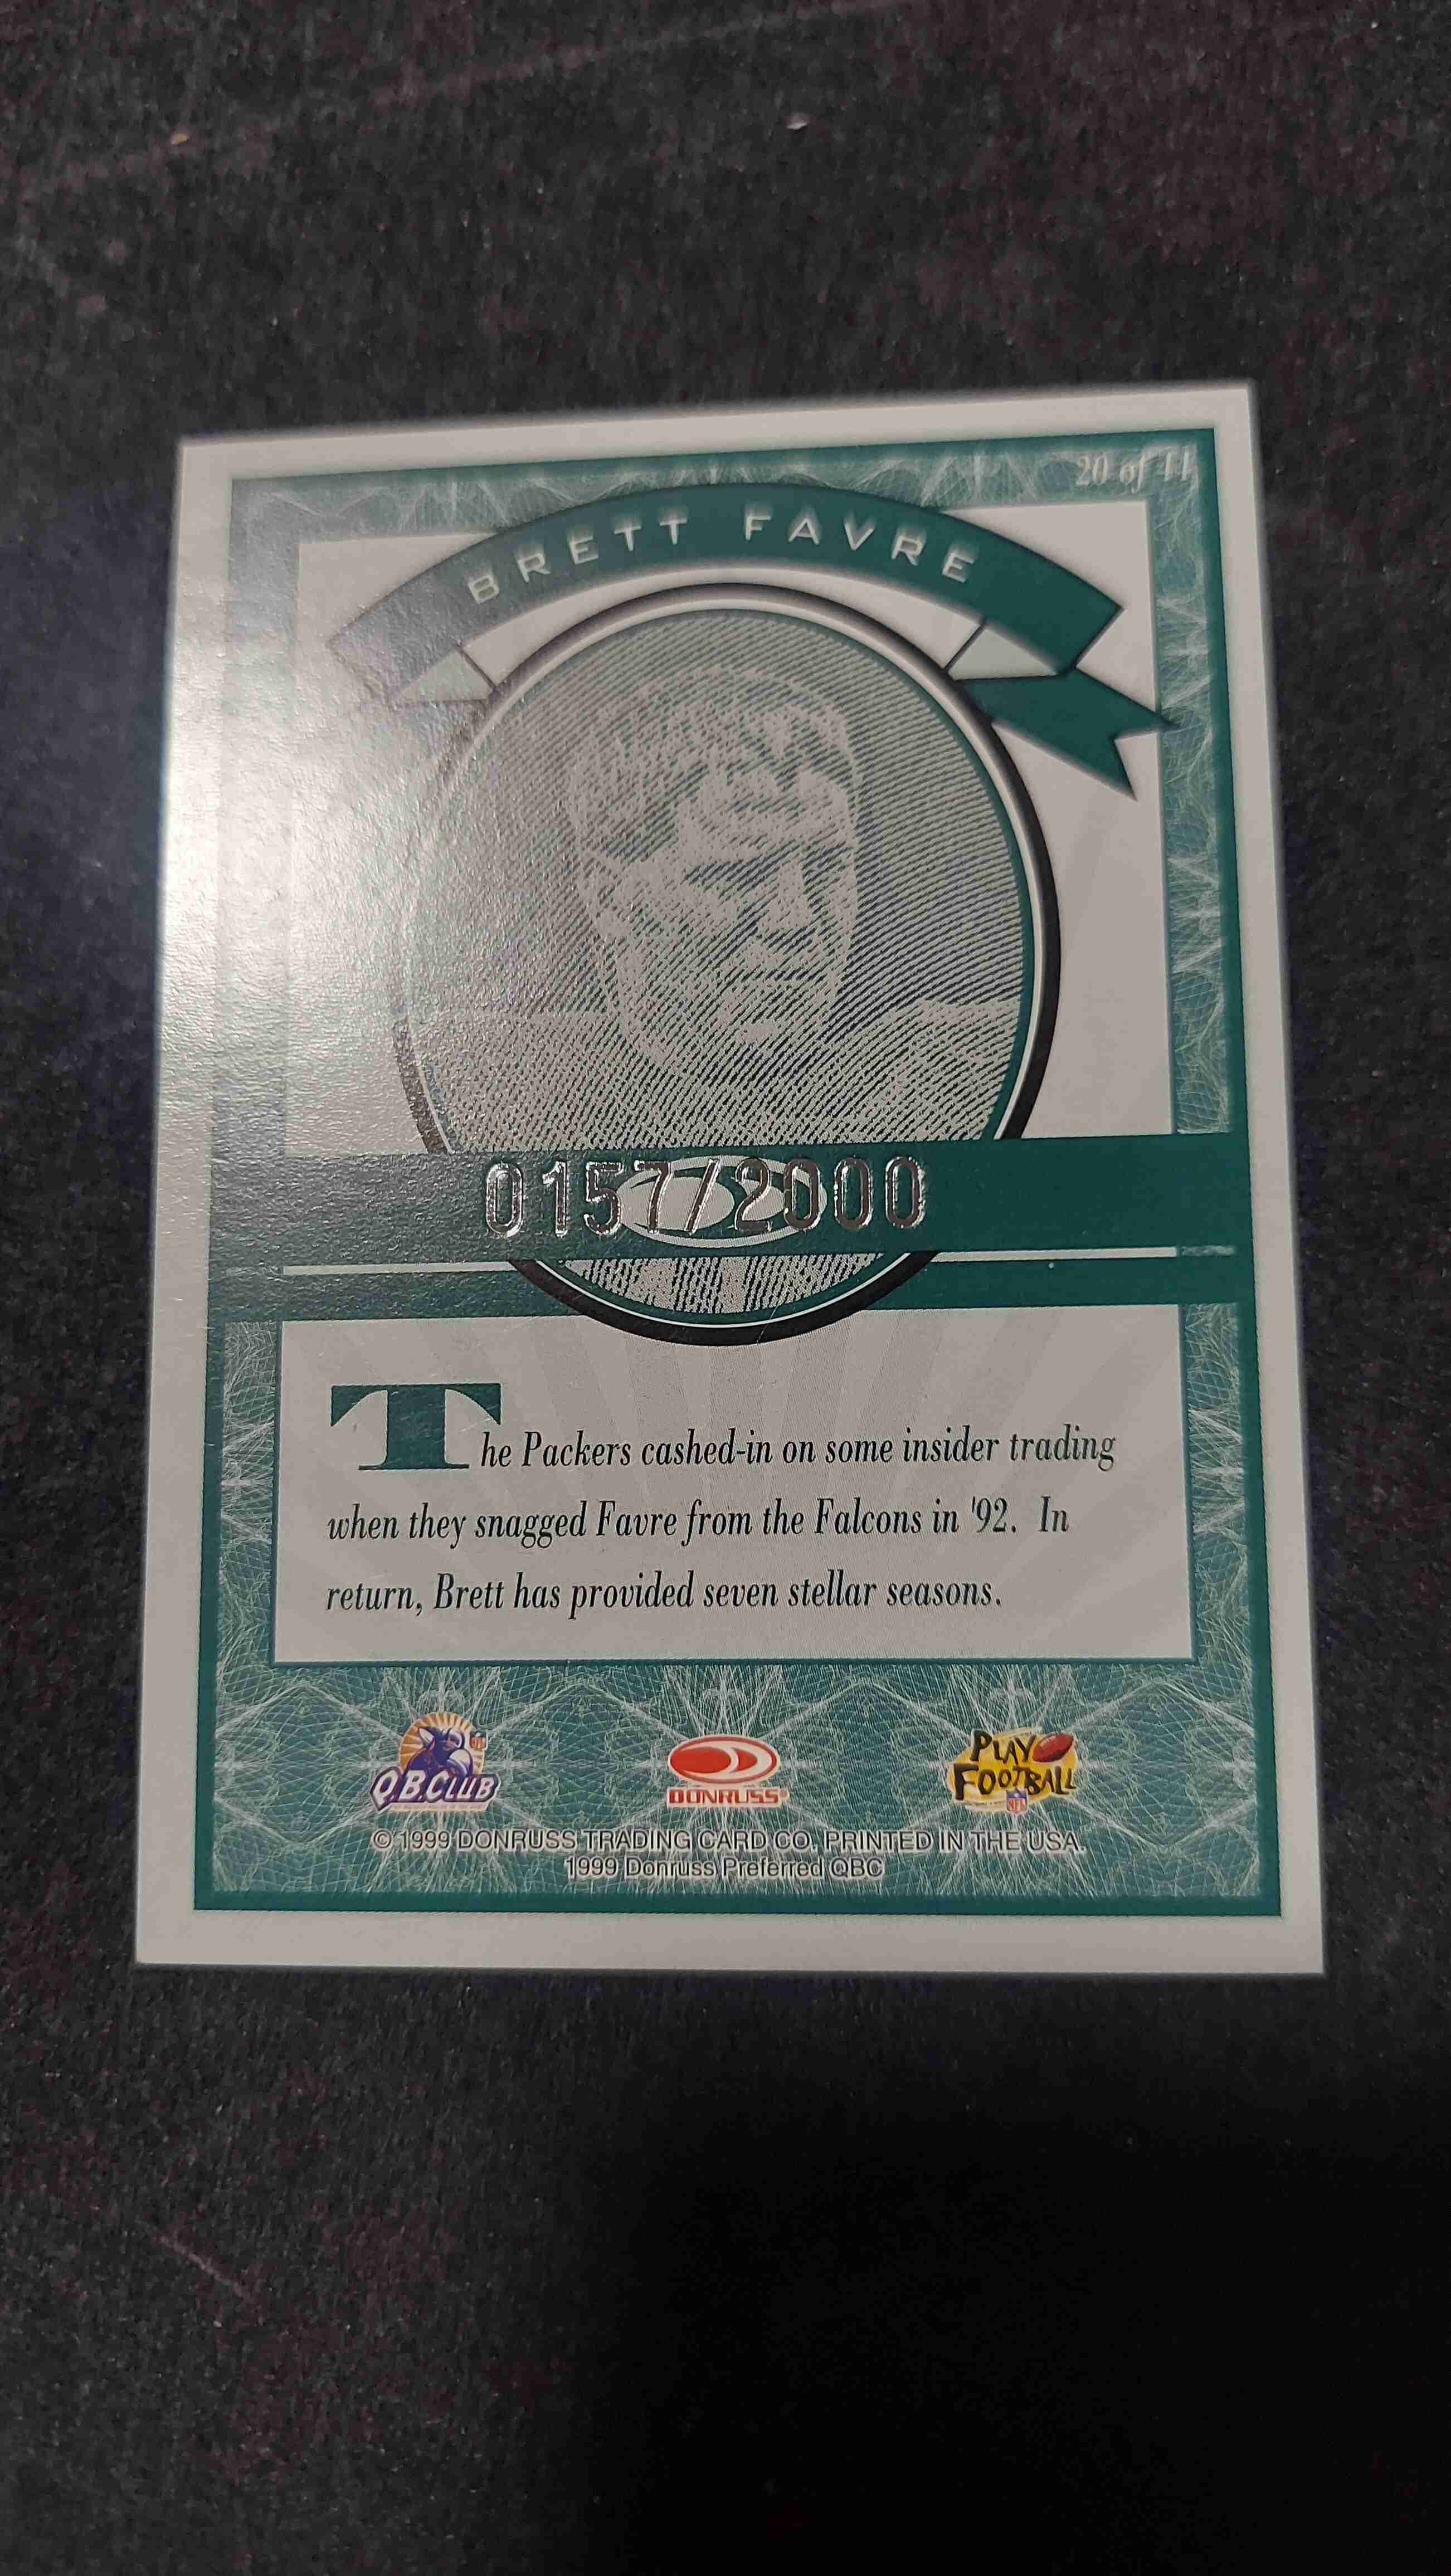 20 of 11
BRETT FAVRE
0157/2000
The Packers cashed-in on some insider trading
when they snagged Favre from the Falcons in '92. In
return, Brett has provided seven stellar seasons.
Q.B.CLUB
DONRUSS
PLAY
FOOTBALL
NFL
© 1999 DONRUSS TRADING CARD CO. PRINTED IN THE USA.
1999 Donruss Preferred QBC